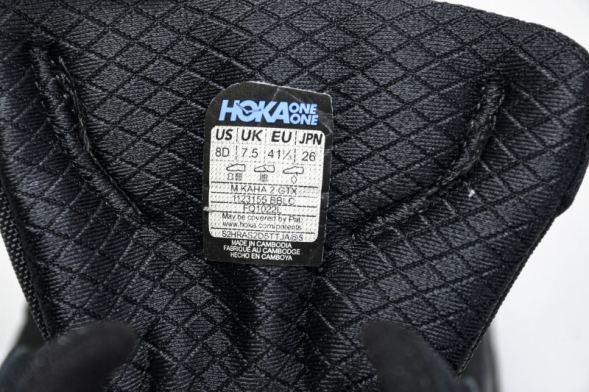 HOKA ONE ONE
US UK EU JPN
8D 7.5 41⅓ 26
M KAHA 2 GTX
1123155 BBLC
FQ1022L
May be covered by Pat.
www.hoka.com/patents
MADE IN CAMBODIA
FABRIQUÉ AU CAMBODGE
HECHO EN CAMBOYA